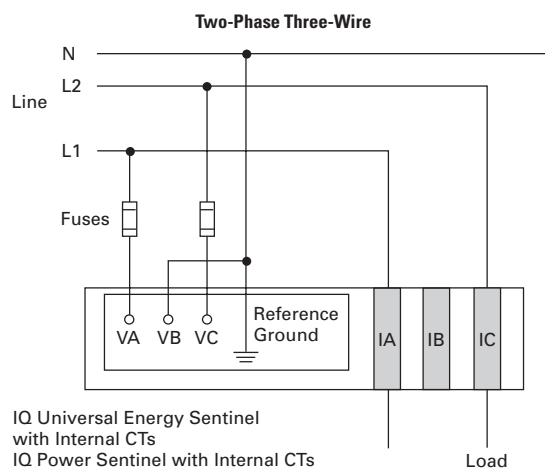 Two-Phase Three-Wire
N
L2
Line
L1
Fuses
VA VB VC
Reference
Ground
IA IB IC
IQ Universal Energy Sentinel
with Internal CTs
IQ Power Sentinel with Internal CTs
Load